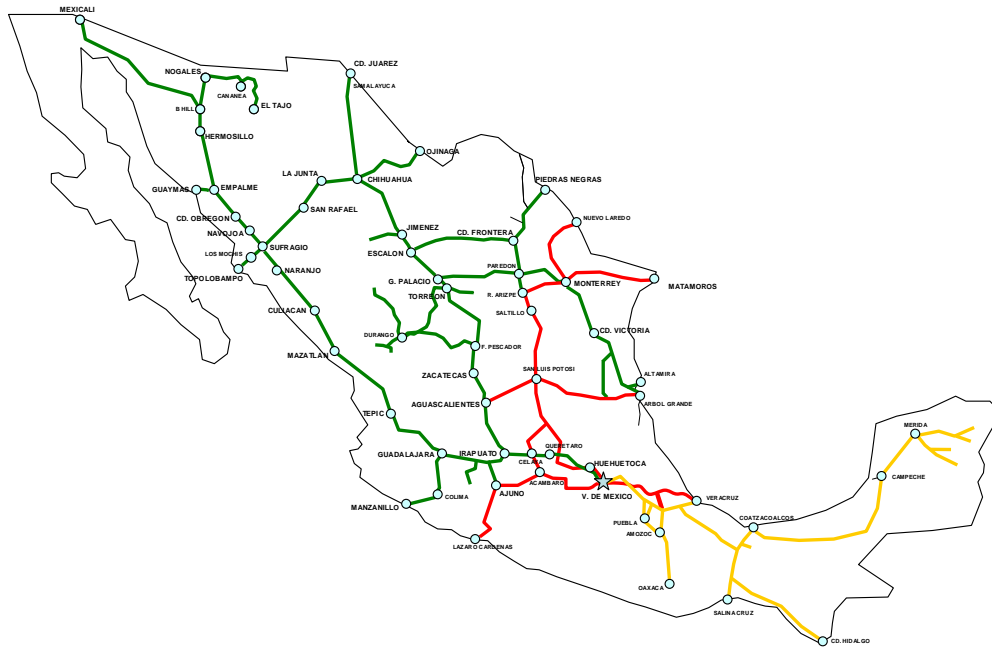 MEXICALI
CD. JUAREZ
NOGALES
SAMALAYUCA
CANANEA
B HILL
EL TAJO
HERMOSILLO
OJINAGA
LA JUNTA
CHIHUAHUA
GUAYMAS
EMPALME
PIEDRAS NEGRAS
SAN RAFAEL
CD. OBREGON
NUEVO LAREDO
NAVOJOA
JIMENEZ
CD. FRONTERA
SUFRAGIO
LOS MOCHIS
ESCALON
NARANJO
PAREDON
TOPOLOBAMPO
G. PALACIO
MONTERREY
MATAMOROS
TORREON
R. ARIZPE
CULIACAN
SALTILLO
DURANGO
CD. VICTORIA
F. PESCADOR
MAZATLAN
SAN LUIS POTOSI
ZACATECAS
ALTAMIRA
AGUASCALIENTES
ARBOL GRANDE
TEPIC
MERIDA
QUERETARO
GUADALAJARA
IRAPUATO
CELAYA
HUEHUETOCA
CAMPECHE
ACAMBARO
AJUNO
COLIMA
V. DE MEXICO
VERACRUZ
MANZANILLO
COATZACOALCOS
PUEBLA
AMOZOC
LAZARO CARDENAS
OAXACA
SALINA CRUZ
CD. HIDALGO